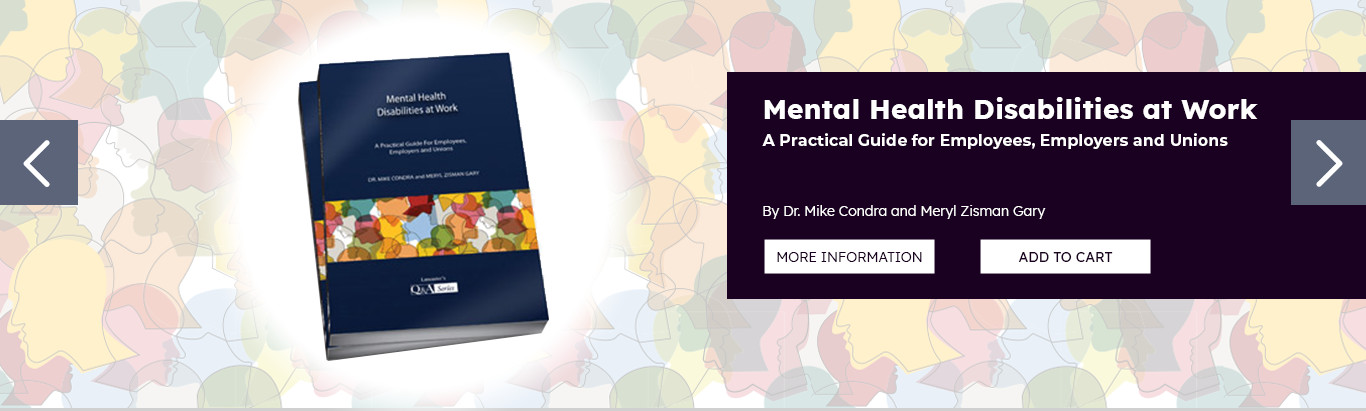 Mental Health
Disabilities at Work
A Practical Guide For Employees,
Employers and Unions
DR. MIKE CONDRA and MERYL ZISMAN GARY
Lancaster's
Q&A Series
Mental Health Disabilities at Work
A Practical Guide for Employees, Employers and Unions
By Dr. Mike Condra and Meryl Zisman Gary
MORE INFORMATION
ADD TO CART